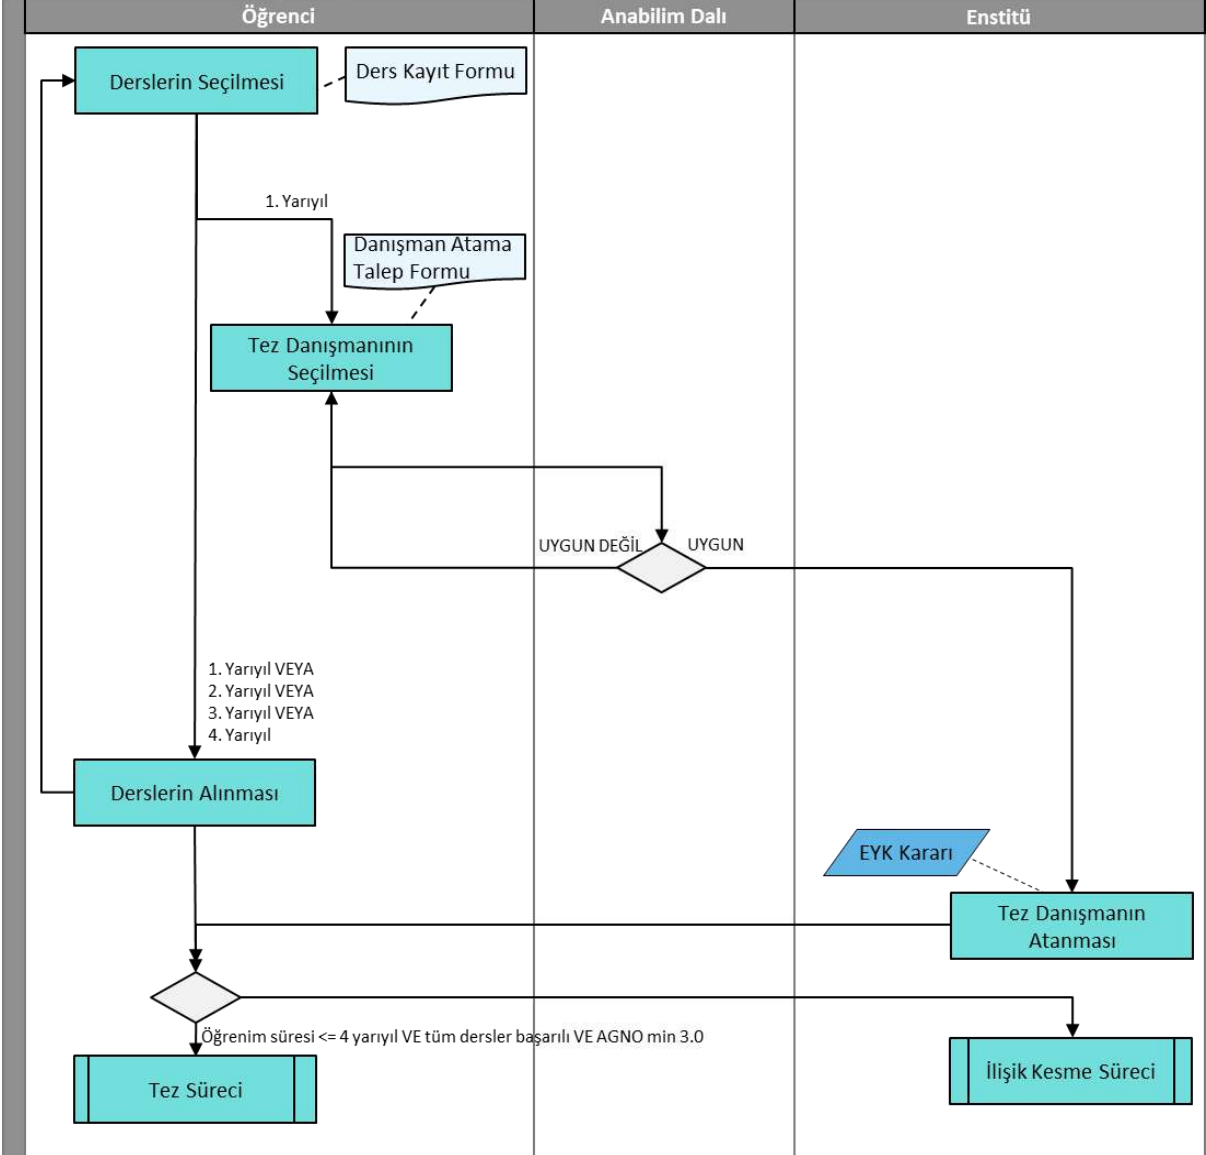 Öğrenci
Anabilim Dalı
Enstitü
Derslerin Seçilmesi
Ders Kayıt Formu
1. Yarıyıl
Danışman Atama
Talep Formu
Tez Danışmanının
Seçilmesi
UYGUN DEĞİL
UYGUN
1. Yarıyıl VEYA
2. Yarıyıl VEYA
3. Yarıyıl VEYA
4. Yarıyıl
Derslerin Alınması
EYK Kararı
Tez Danışmanın
Atanması
Öğrenim süresi <= 4 yarıyıl VE tüm dersler başarılı VE AGNO min 3.0
Tez Süreci
İlişik Kesme Süreci